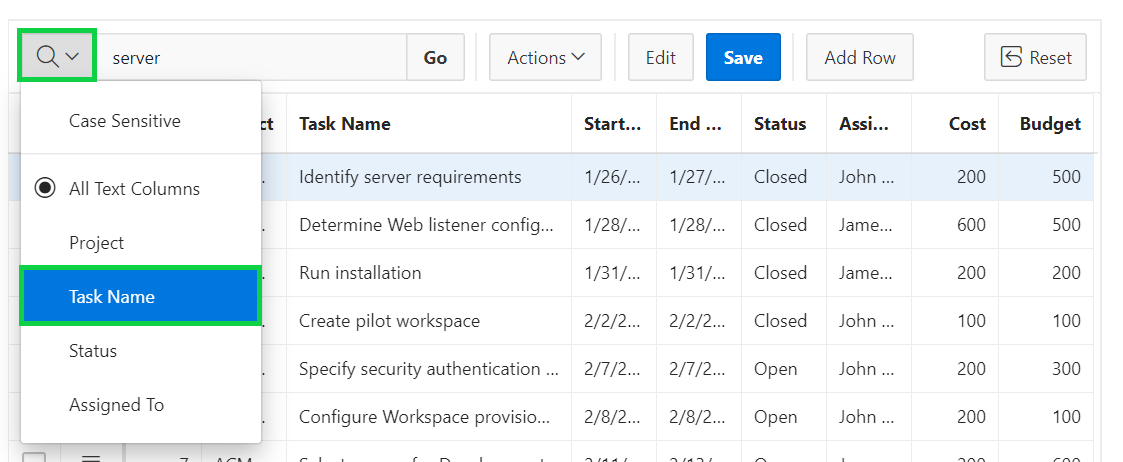 server Go Actions Edit Save Add Row Reset
Case Sensitive
All Text Columns
Project
Task Name
Status
Assigned To
ct Task Name Start... End ... Status Assi... Cost Budget
. Identify server requirements 1/26/... 1/27/... Closed John ... 200 500
. Determine Web listener config... 1/28/... 1/28/... Closed Jame... 600 500
Run installation 1/31/... 1/31/... Closed Jame... 200 200
. Create pilot workspace 2/2/2... 2/2/2... Closed John ... 100 100
. Specify security authentication ... 2/7/2... 2/7/2... Open John ... 200 300
. Configure Workspace provisio... 2/8/2... 2/8/2... Open John ... 200 100